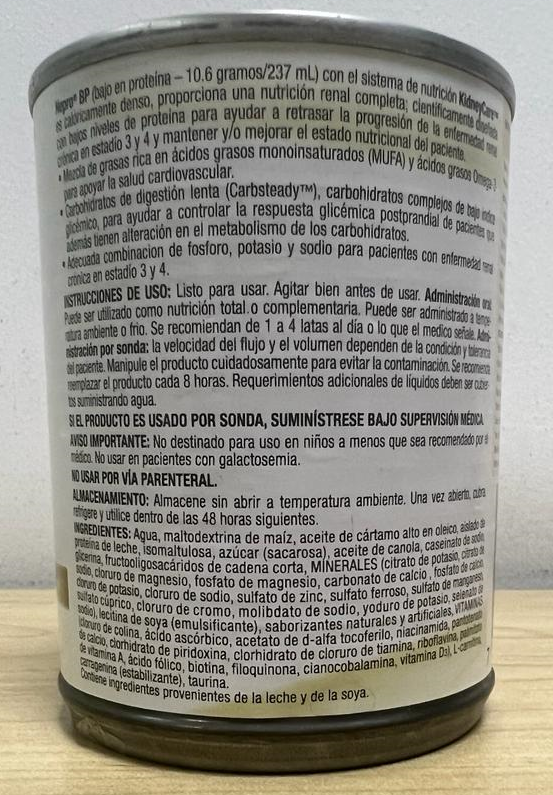 Nepro® BP (bajo en proteína – 10.6 gramos/237 mL) con el sistema de nutrición KidneyCare™
es calóricamente denso, proporciona una nutrición renal completa; científicamente diseñada
con bajos niveles de proteína para ayudar a retrasar la progresión de la enfermedad renal
crónica en estadío 3 y 4 y mantener y/o mejorar el estado nutricional del paciente.
• Mezcla de grasas rica en ácidos grasos monoinsaturados (MUFA) y ácidos grasos Omega-3
para apoyar la salud cardiovascular.
• Carbohidratos de digestión lenta (Carbsteady™), carbohidratos complejos de bajo índice
glicémico, para ayudar a controlar la respuesta glicémica postprandial de pacientes que
además tienen alteración en el metabolismo de los carbohidratos.
• Adecuada combinacion de fosforo, potasio y sodio para pacientes con enfermedad renal
crónica en estadío 3 y 4.
INSTRUCCIONES DE USO: Listo para usar. Agitar bien antes de usar. Administración oral.
Puede ser utilizado como nutrición total.o complementaria. Puede ser administrado a tempe-
ratura ambiente o frio. Se recomiendan de 1 a 4 latas al día o lo que el medico señale. Admi-
nistración por sonda: la velocidad del flujo y el volumen dependen de la condición y tolerancia
del paciente. Manipule el producto cuidadosamente para evitar la contaminación. Se recomienda
reemplazar el producto cada 8 horas. Requerimientos adicionales de líquidos deben ser cubier-
tos suministrando agua.
SI EL PRODUCTO ES USADO POR SONDA, SUMINÍSTRESE BAJO SUPERVISIÓN MÉDICA.
AVISO IMPORTANTE: No destinado para uso en niños a menos que sea recomendado por el
médico. No usar en pacientes con galactosemia.
NO USAR POR VÍA PARENTERAL.
ALMACENAMIENTO: Almacene sin abrir a temperatura ambiente. Una vez abierto, cubra,
refrigere y utilice dentro de las 48 horas siguientes.
INGREDIENTES: Agua, maltodextrina de maíz, aceite de cártamo alto en oleico, aislado de
proteína de leche, isomaltulosa, azúcar (sacarosa), aceite de canola, caseinato de sodio,
glicerina, fructooligosacáridos de cadena corta, MINERALES (citrato de potasio, citrato de
sodio, cloruro de magnesio, fosfato de magnesio, carbonato de calcio, fosfato de calcio,
cloruro de potasio, cloruro de sodio, sulfato de zinc, sulfato ferroso, sulfato de manganeso,
sulfato cúprico, cloruro de cromo, molibdato de sodio, yoduro de potasio, selenato de
sodio), lecitina de soya (emulsificante), saborizantes naturales y artificiales, VITAMINAS
(cloruro de colina, ácido ascórbico, acetato de d-alfa tocoferilo, niacinamida, pantotenato
de calcio, clorhidrato de piridoxina, clorhidrato de cloruro de tiamina, riboflavina, palmitato
de vitamina A, ácido fólico, biotina, filoquinona, cianocobalamina, vitamina D3), L-carnitina,
carragenina (estabilizante), taurina.
Contiene ingredientes provenientes de la leche y de la soya.